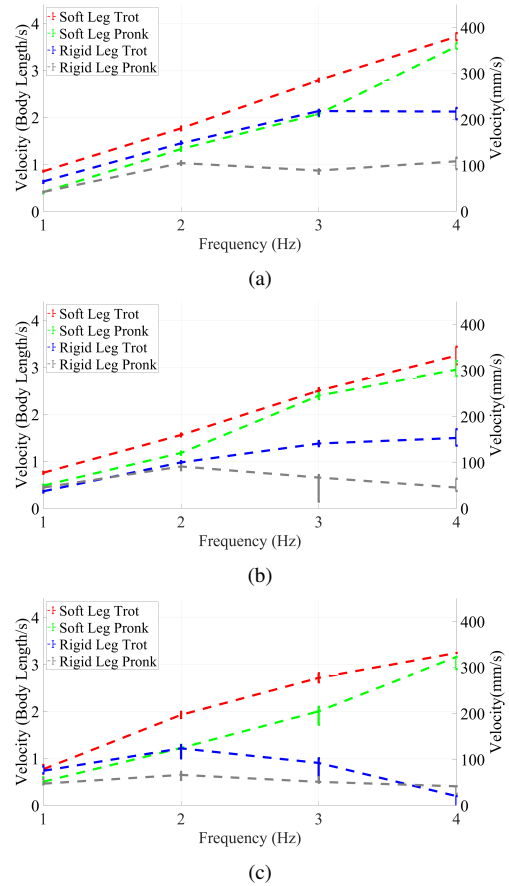 Soft Leg Trot
Soft Leg Pronk
Rigid Leg Trot
Rigid Leg Pronk
Velocity (Body Length/s)
0
1
2
3
4
Velocity(mm/s)
0
100
200
300
400
1 2 3 4
Frequency (Hz)
(a)
Soft Leg Trot
Soft Leg Pronk
Rigid Leg Trot
Rigid Leg Pronk
Velocity (Body Length/s)
0
1
2
3
4
Velocity(mm/s)
0
100
200
300
400
1 2 3 4
Frequency (Hz)
(b)
Soft Leg Trot
Soft Leg Pronk
Rigid Leg Trot
Rigid Leg Pronk
Velocity (Body Length/s)
0
1
2
3
4
Velocity(mm/s)
0
100
200
300
400
1 2 3 4
Frequency (Hz)
(c)